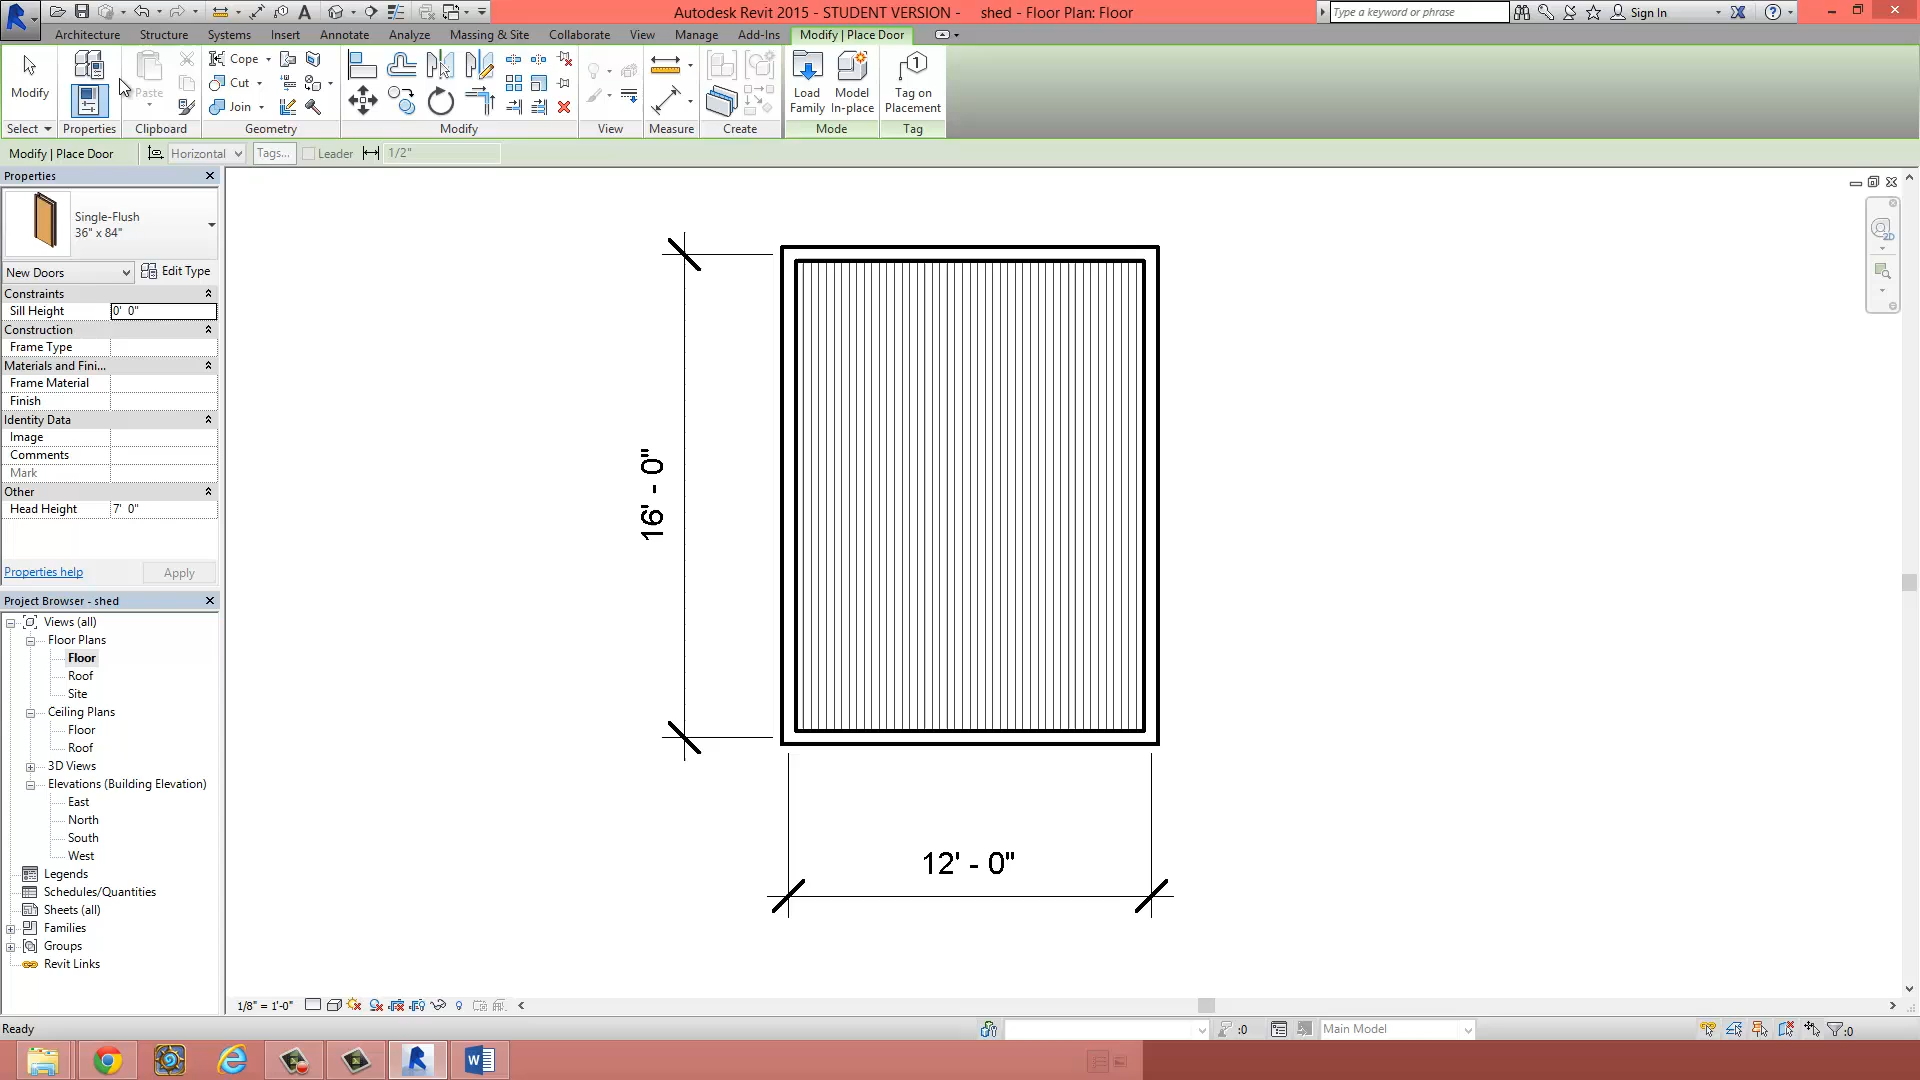 Autodesk Revit 2015 - STUDENT VERSION - shed - Floor Plan: Floor
Type a keyword or phrase
Sign In
Architecture Structure Systems Insert Annotate Analyze Massing & Site Collaborate View Manage Add-Ins Modify | Place Door
Modify
Paste
Cope
Cut
Join
Load Family
Model In-place
Tag on Placement
Select Properties Clipboard Geometry Modify View Measure Create Mode Tag
Modify | Place Door Horizontal Tags... Leader 1/2"
Properties
Single-Flush
36" x 84"
New Doors Edit Type
Constraints
Sill Height 0' 0"
Construction
Frame Type
Materials and Fini...
Frame Material
Finish
Identity Data
Image
Comments
Mark
Other
Head Height 7' 0"
Properties help Apply
Project Browser - shed
Views (all)
Floor Plans
Floor
Roof
Site
Ceiling Plans
Floor
Roof
3D Views
Elevations (Building Elevation)
East
North
South
West
Legends
Schedules/Quantities
Sheets (all)
Families
Groups
Revit Links
16' - 0"
12' - 0"
2D
1/8" = 1'-0"
Ready
:0
Main Model
:0